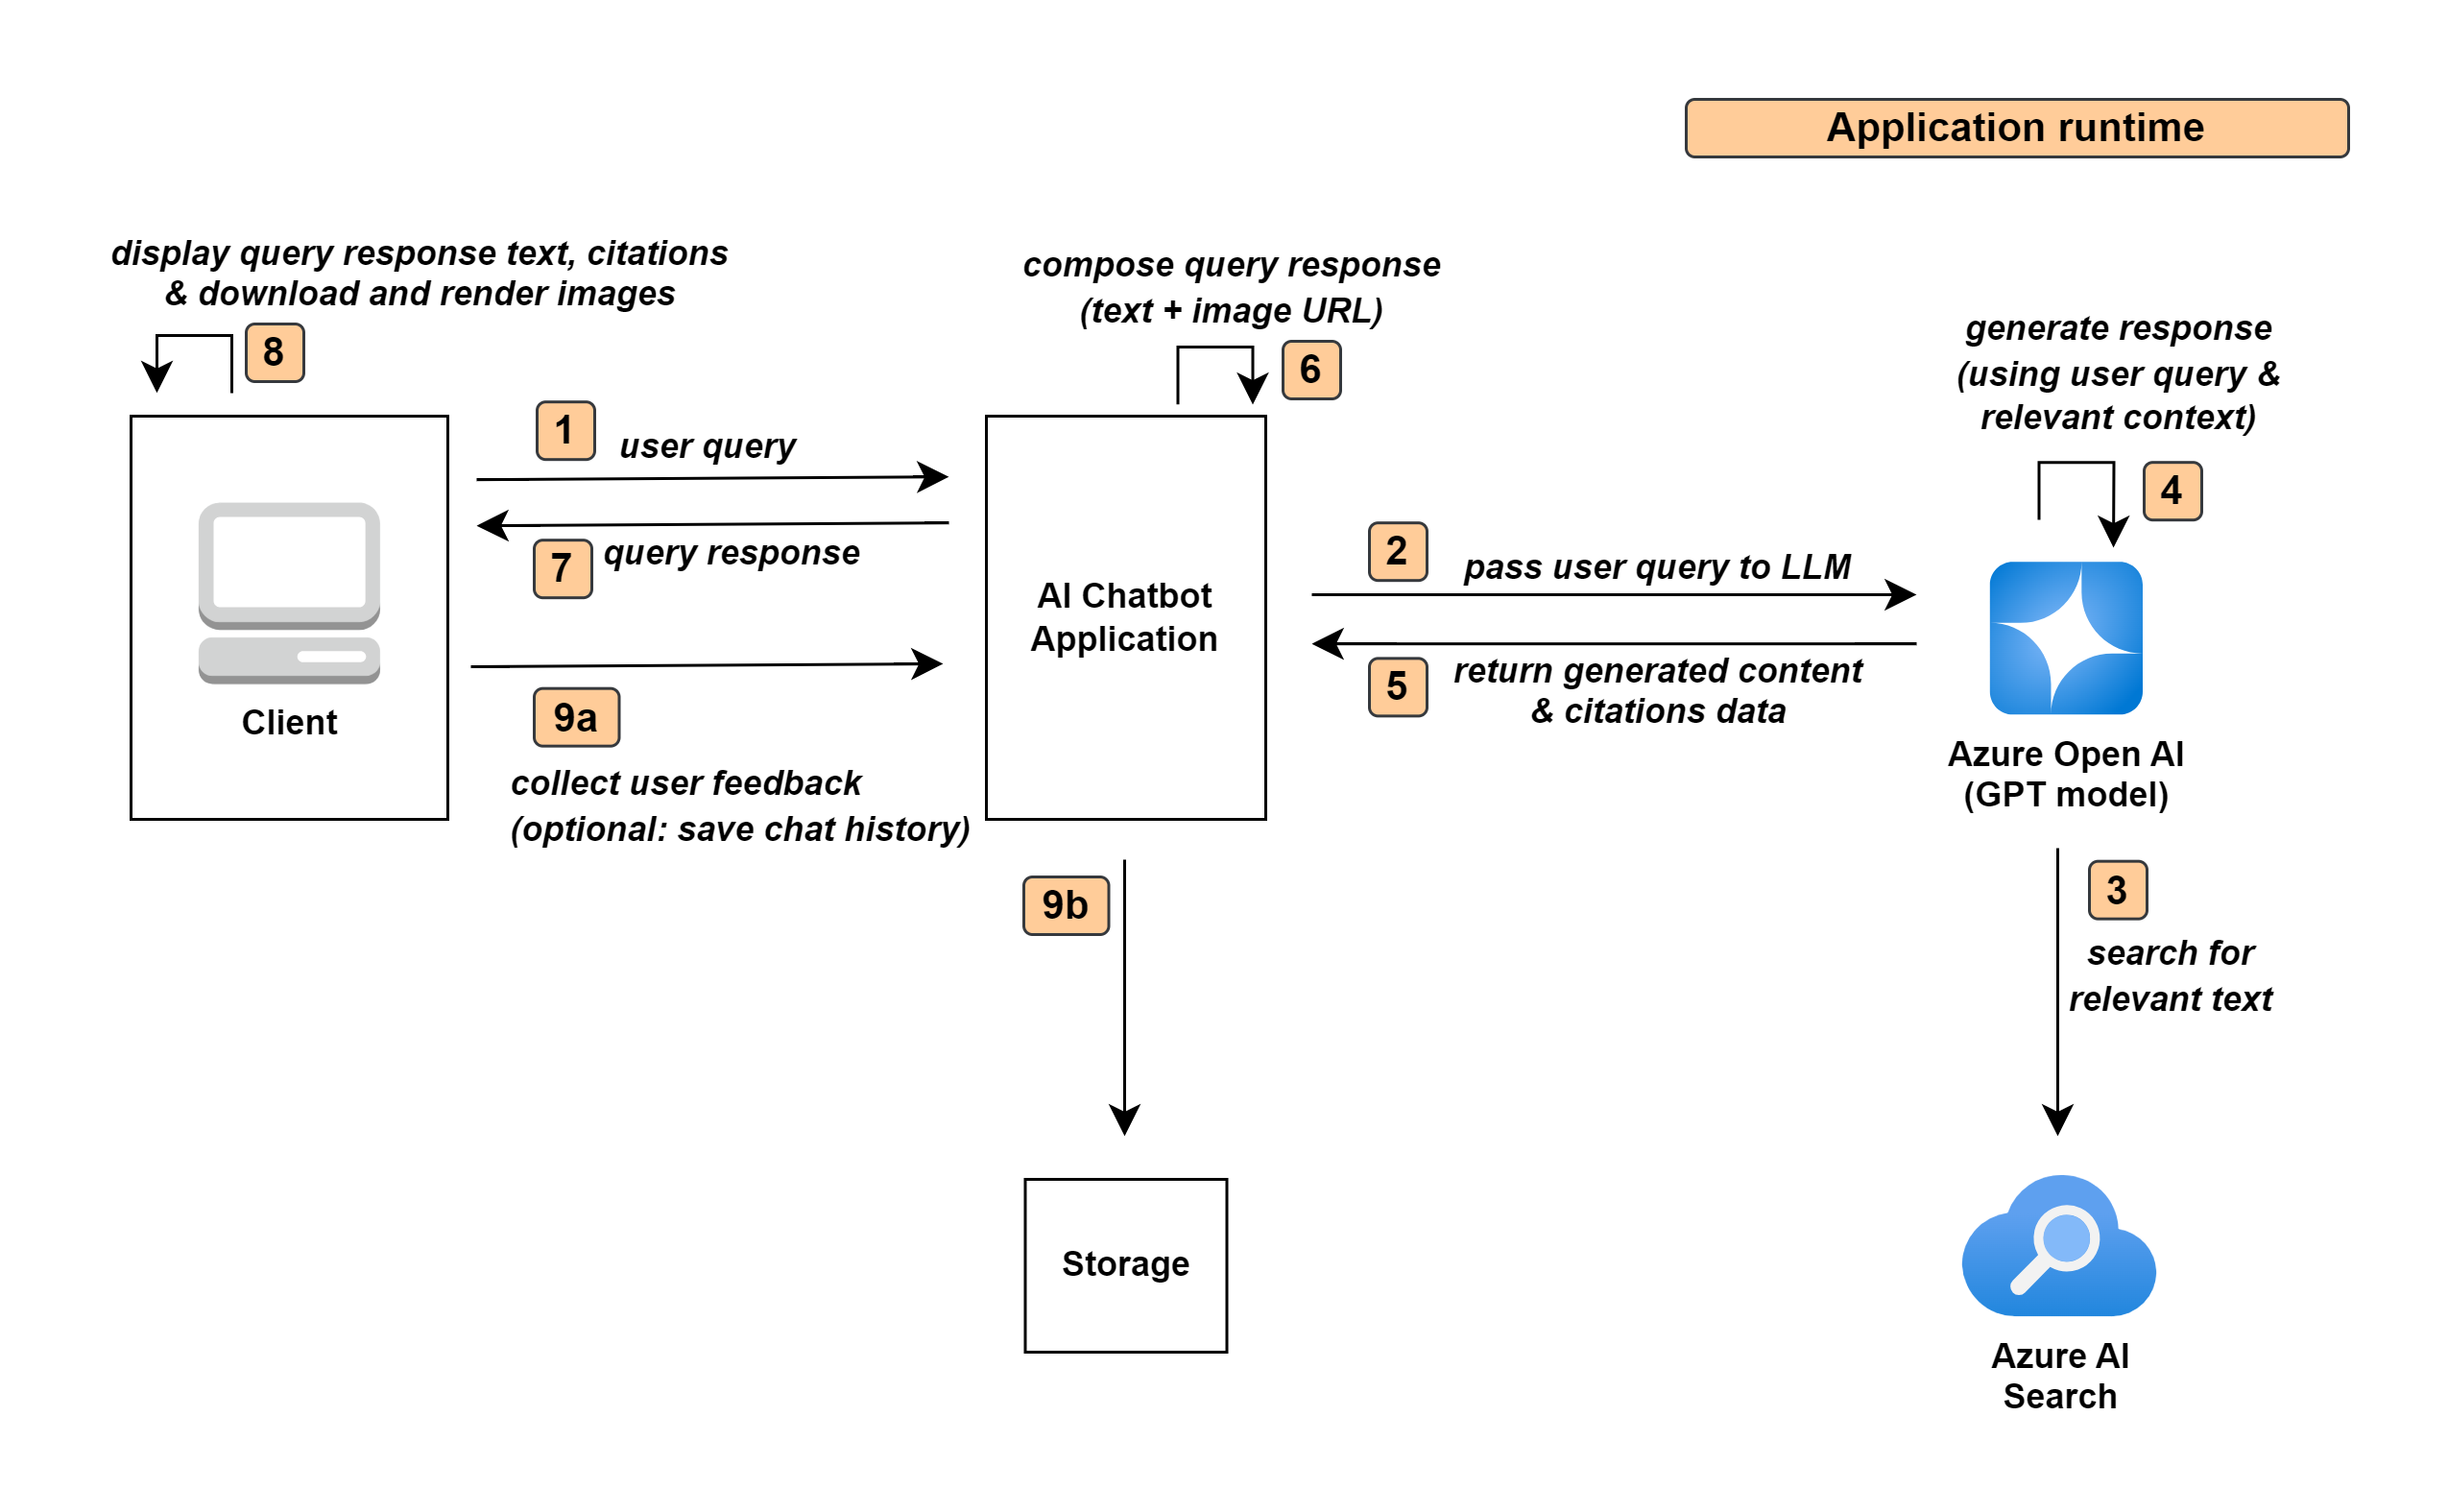 Application runtime
display query response text, citations
& download and render images
8
compose query response
(text + image URL)
6
generate response
(using user query &
relevant context)
4
1
user query
7
query response
9a
collect user feedback
(optional: save chat history)
Client
AI Chatbot
Application
2
pass user query to LLM
5
return generated content
& citations data
Azure Open AI
(GPT model)
9b
3
search for
relevant text
Storage
Azure AI
Search